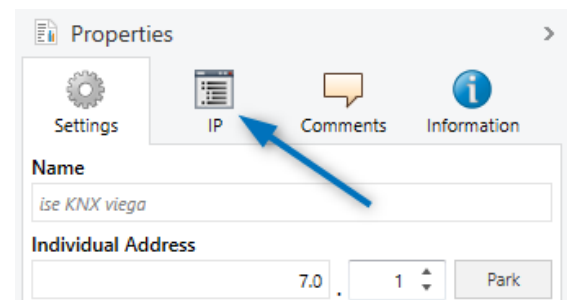 Properties
Settings IP Comments Information
Name
ise KNX viega
Individual Address
7.0 . 1 Park